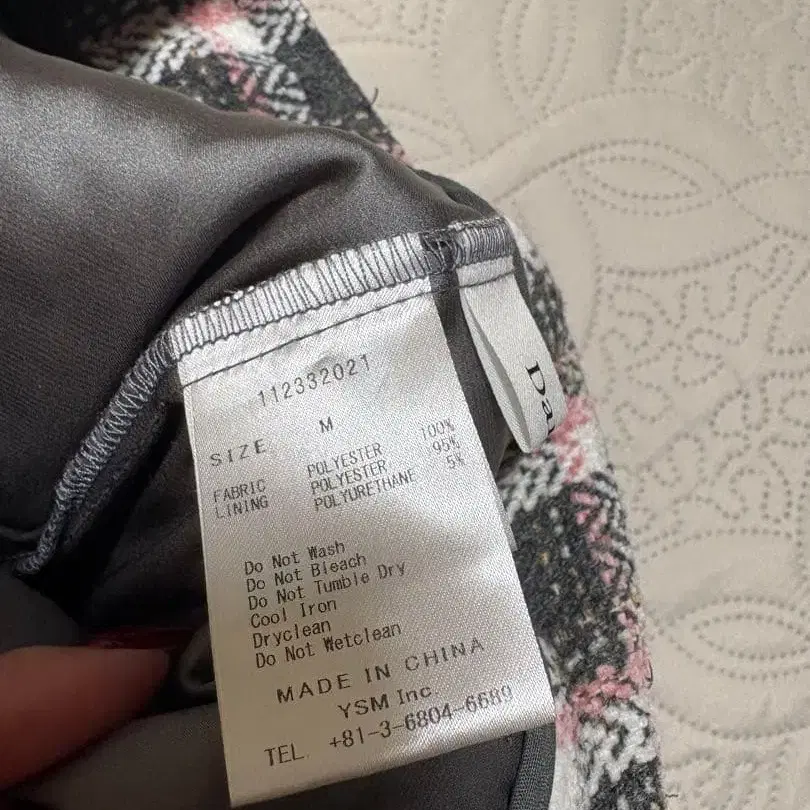 112332021
SIZE M
FABRIC POLYESTER 100%
LINING POLYESTER 95%
POLYURETHANE 5%
Do Not Wash
Do Not Bleach
Do Not Tumble Dry
Cool Iron
Dryclean
Do Not Wetclean
MADE IN CHINA
YSM Inc.
TEL. +81-3-6804-6689